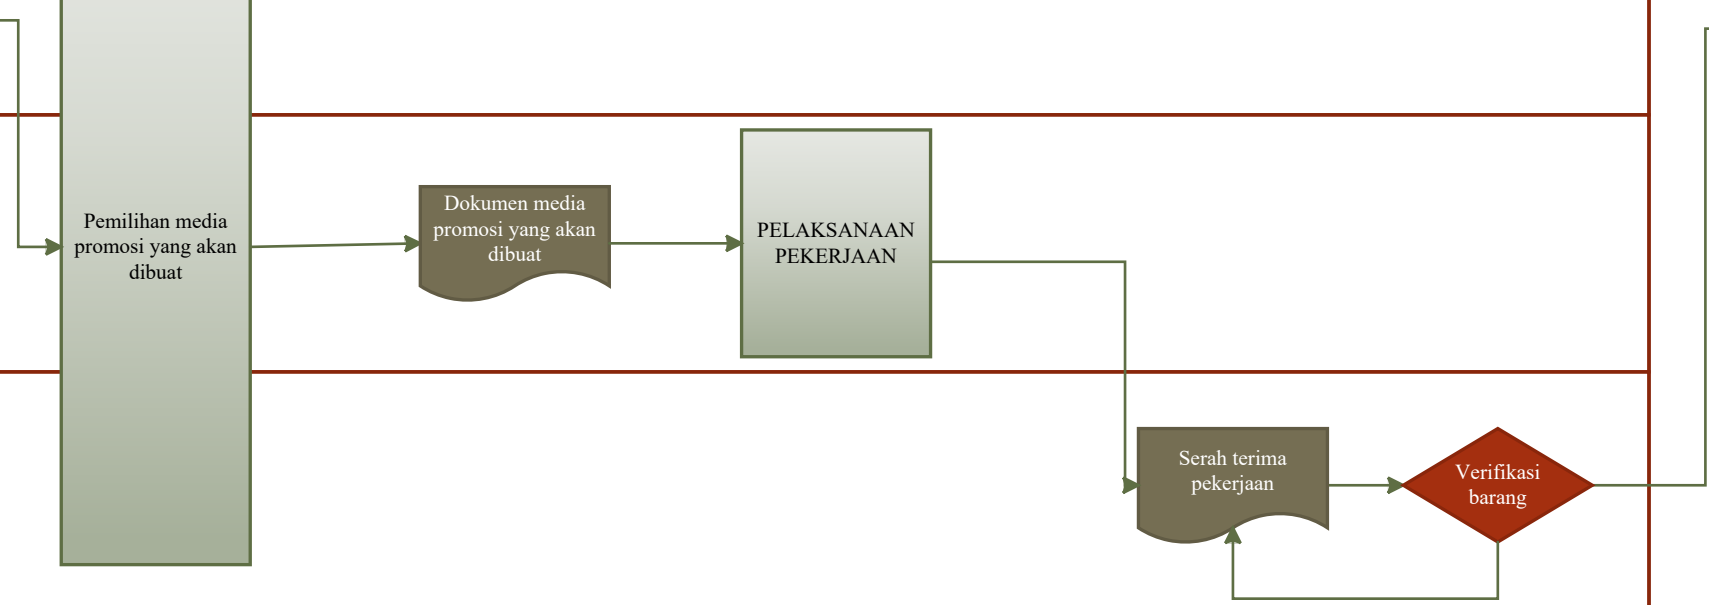 Pemilihan media
promosi yang akan
dibuat
Dokumen media
promosi yang akan
dibuat
PELAKSANAAN
PEKERJAAN
Serah terima
pekerjaan
Verifikasi
barang